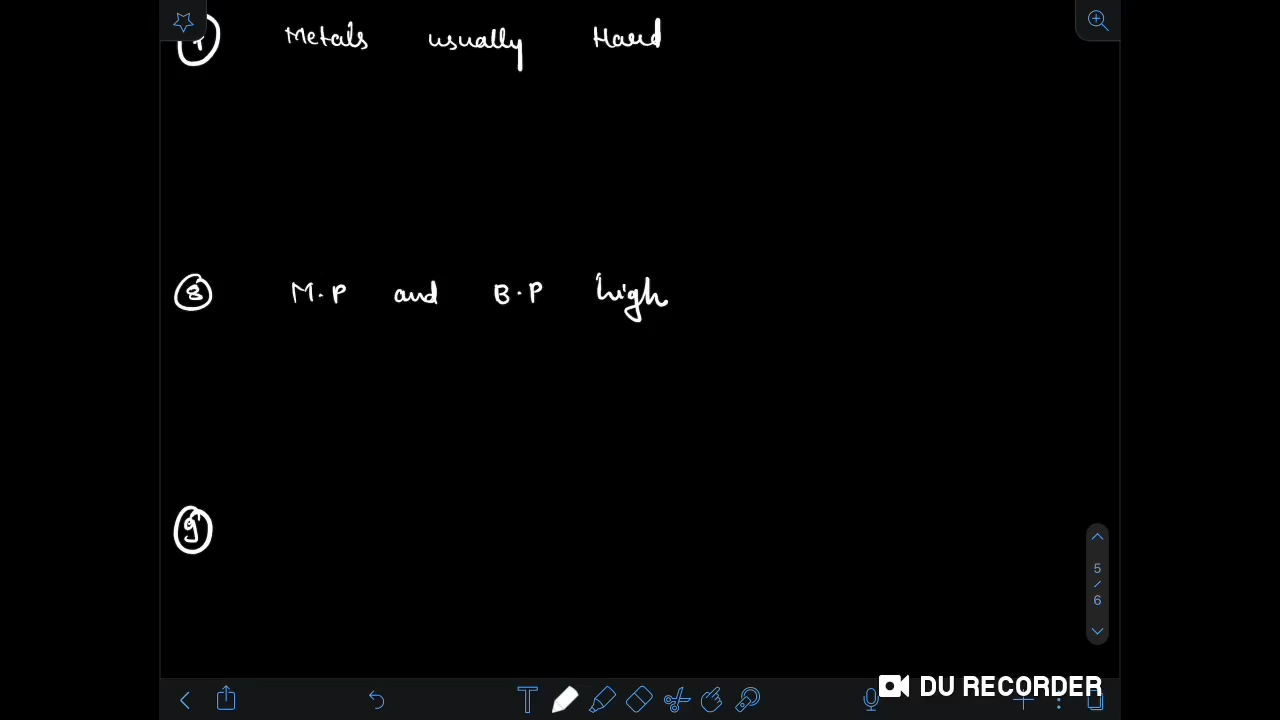 7 Metals usually Hard
8 M.P and B.P high
9
5
6
DU RECORDER